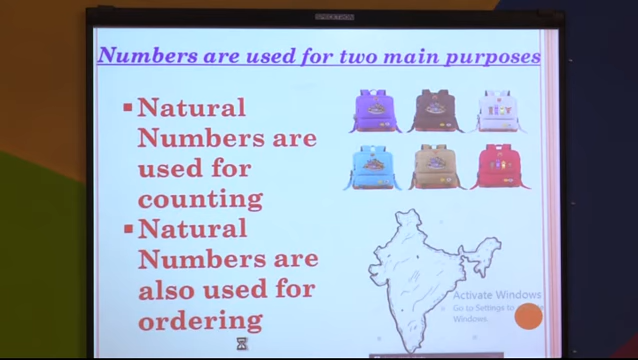 Numbers are used for two main purposes
▪ Natural
Numbers are
used for
counting
▪ Natural
Numbers are
also used for
ordering
Activate Windows
Go to Settings to
Windows.